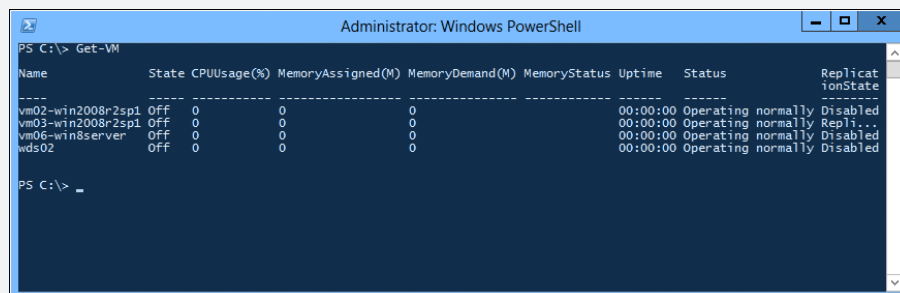 Administrator: Windows PowerShell
PS C:\> Get-VM
Name State CPUUsage(%) MemoryAssigned(M) MemoryDemand(M) MemoryStatus Uptime Status Replicat
ionState
---- ----- ----------- ----------------- --------------- ------------ ------ ------ --------
vm02-win2008r2sp1 Off 0 0 0 00:00:00 Operating normally Disabled
vm03-win2008r2sp1 Off 0 0 0 00:00:00 Operating normally Repli...
vm06-win8server Off 0 0 0 00:00:00 Operating normally Disabled
wds02 Off 0 0 0 00:00:00 Operating normally Disabled
PS C:\> _